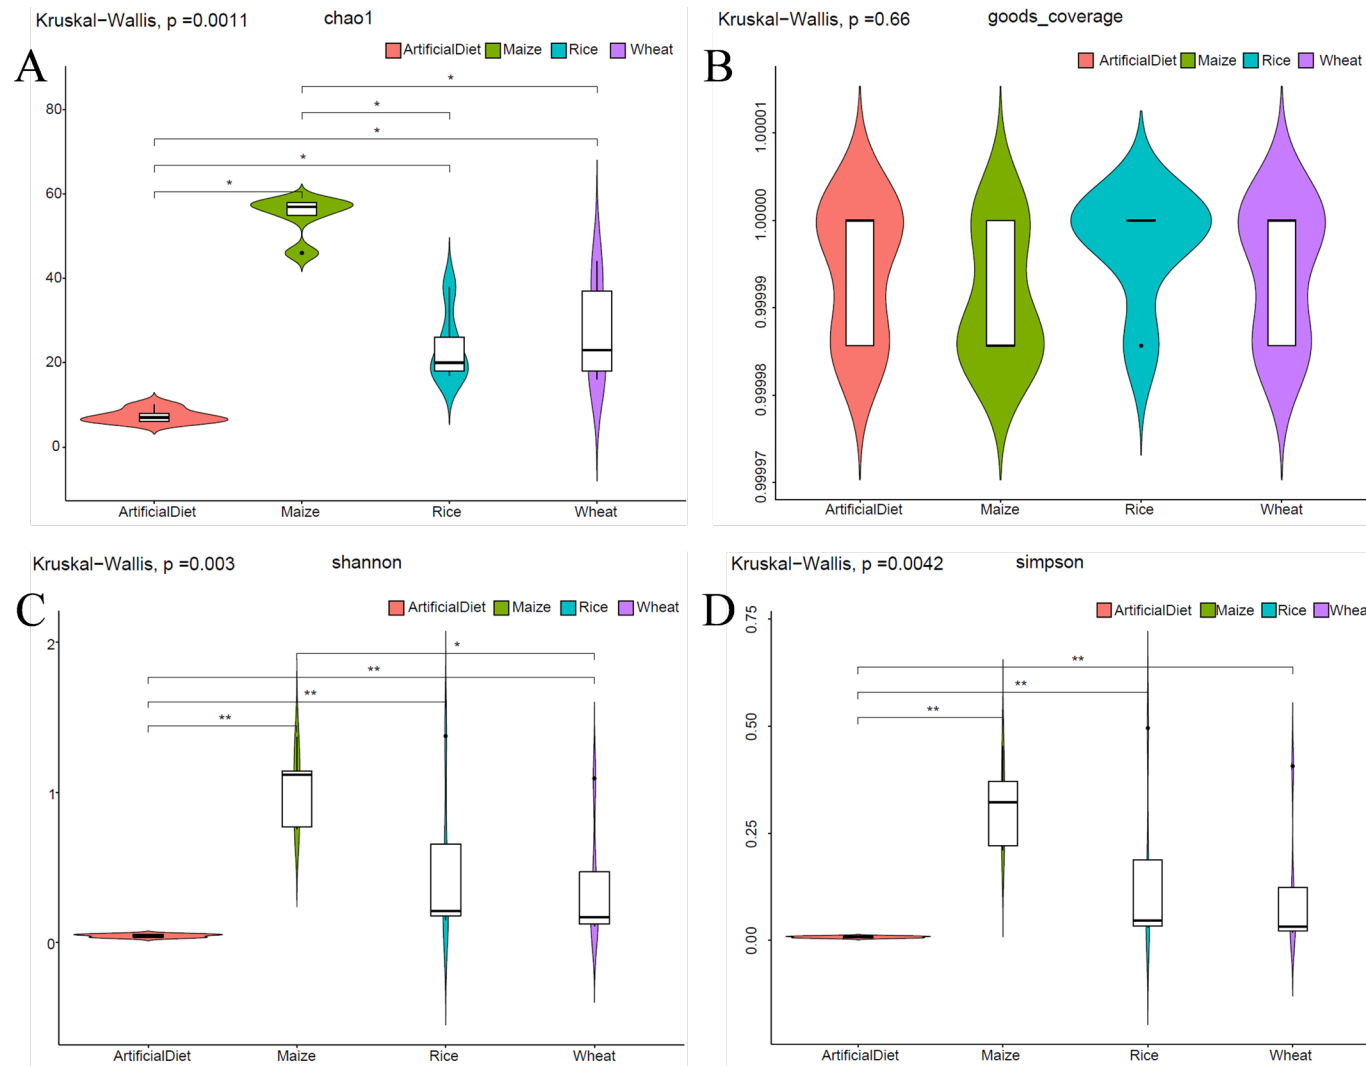 Kruskal-Wallis, p =0.0011 chao1
A
ArtificialDiet Maize Rice Wheat
80
60
40
20
0
* * * * *
ArtificialDiet Maize Rice Wheat
Kruskal-Wallis, p =0.66 goods_coverage
B
ArtificialDiet Maize Rice Wheat
1.00001
1.00000
0.99999
0.99998
0.99997
ArtificialDiet Maize Rice Wheat
Kruskal-Wallis, p =0.003 shannon
C
ArtificialDiet Maize Rice Wheat
2
1
0
* ** ** **
ArtificialDiet Maize Rice Wheat
Kruskal-Wallis, p =0.0042 simpson
D
ArtificialDiet Maize Rice Whea
0.75
0.50
0.25
0.00
** ** **
ArtificialDiet Maize Rice Wheat